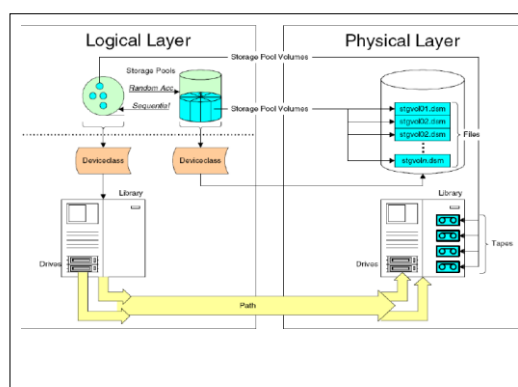 Logical Layer
Physical Layer
Storage Pool Volumes
Storage Pools
Random Acc.
Sequential
Storage Pool Volumes
stgvol01.dsm
stgvol02.dsm
stgvol02.dsm
stgvoln.dsm
Files
Deviceclass
Deviceclass
Library
Library
Drives
Drives
Tapes
Path